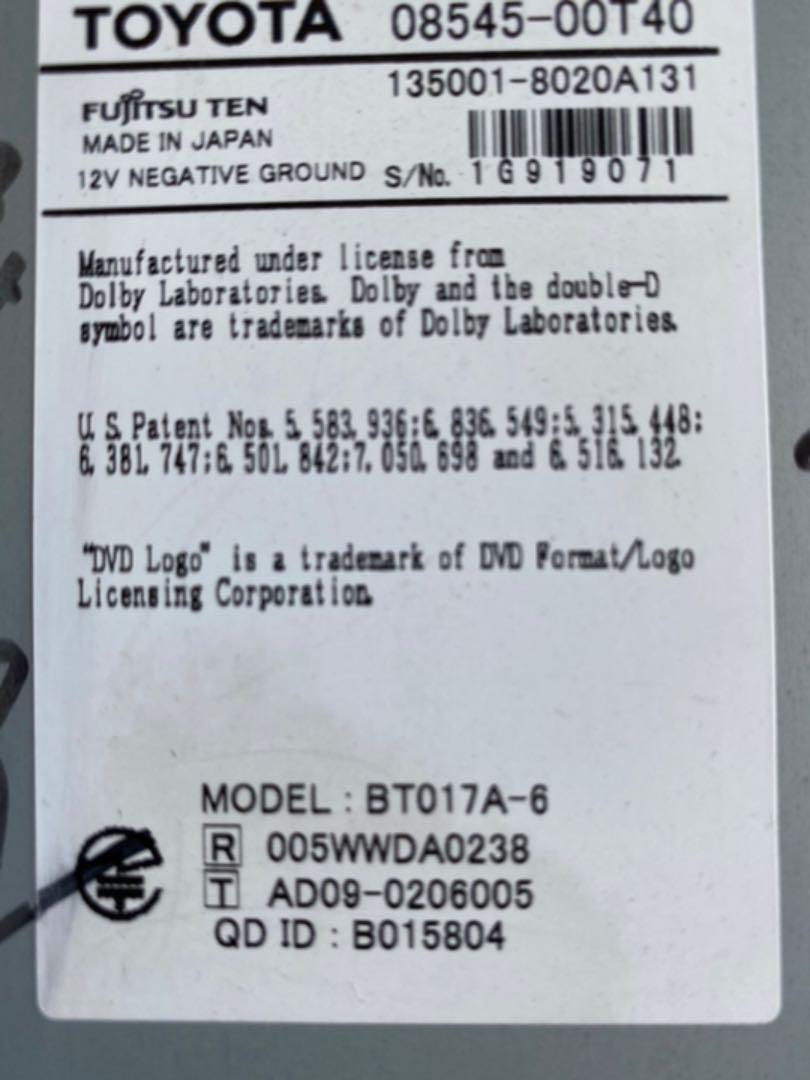 TOYOTA 08545-00T40
135001-8020A131
FUJITSU TEN
MADE IN JAPAN
12V NEGATIVE GROUND S/No. 1G919071
Manufactured under license from
Dolby Laboratories. Dolby and the double-D
symbol are trademarks of Dolby Laboratories.
U.S.Patent Nos. 5,583,936;6,836,549;5,315,448;
6,381,747;6,501,842;7,050,698 and 6,516,132.
"DVD Logo" is a trademark of DVD Format/Logo
Licensing Corporation.
MODEL : BT017A-6
R 005WWDA0238
T AD09-0206005
QD ID : B015804